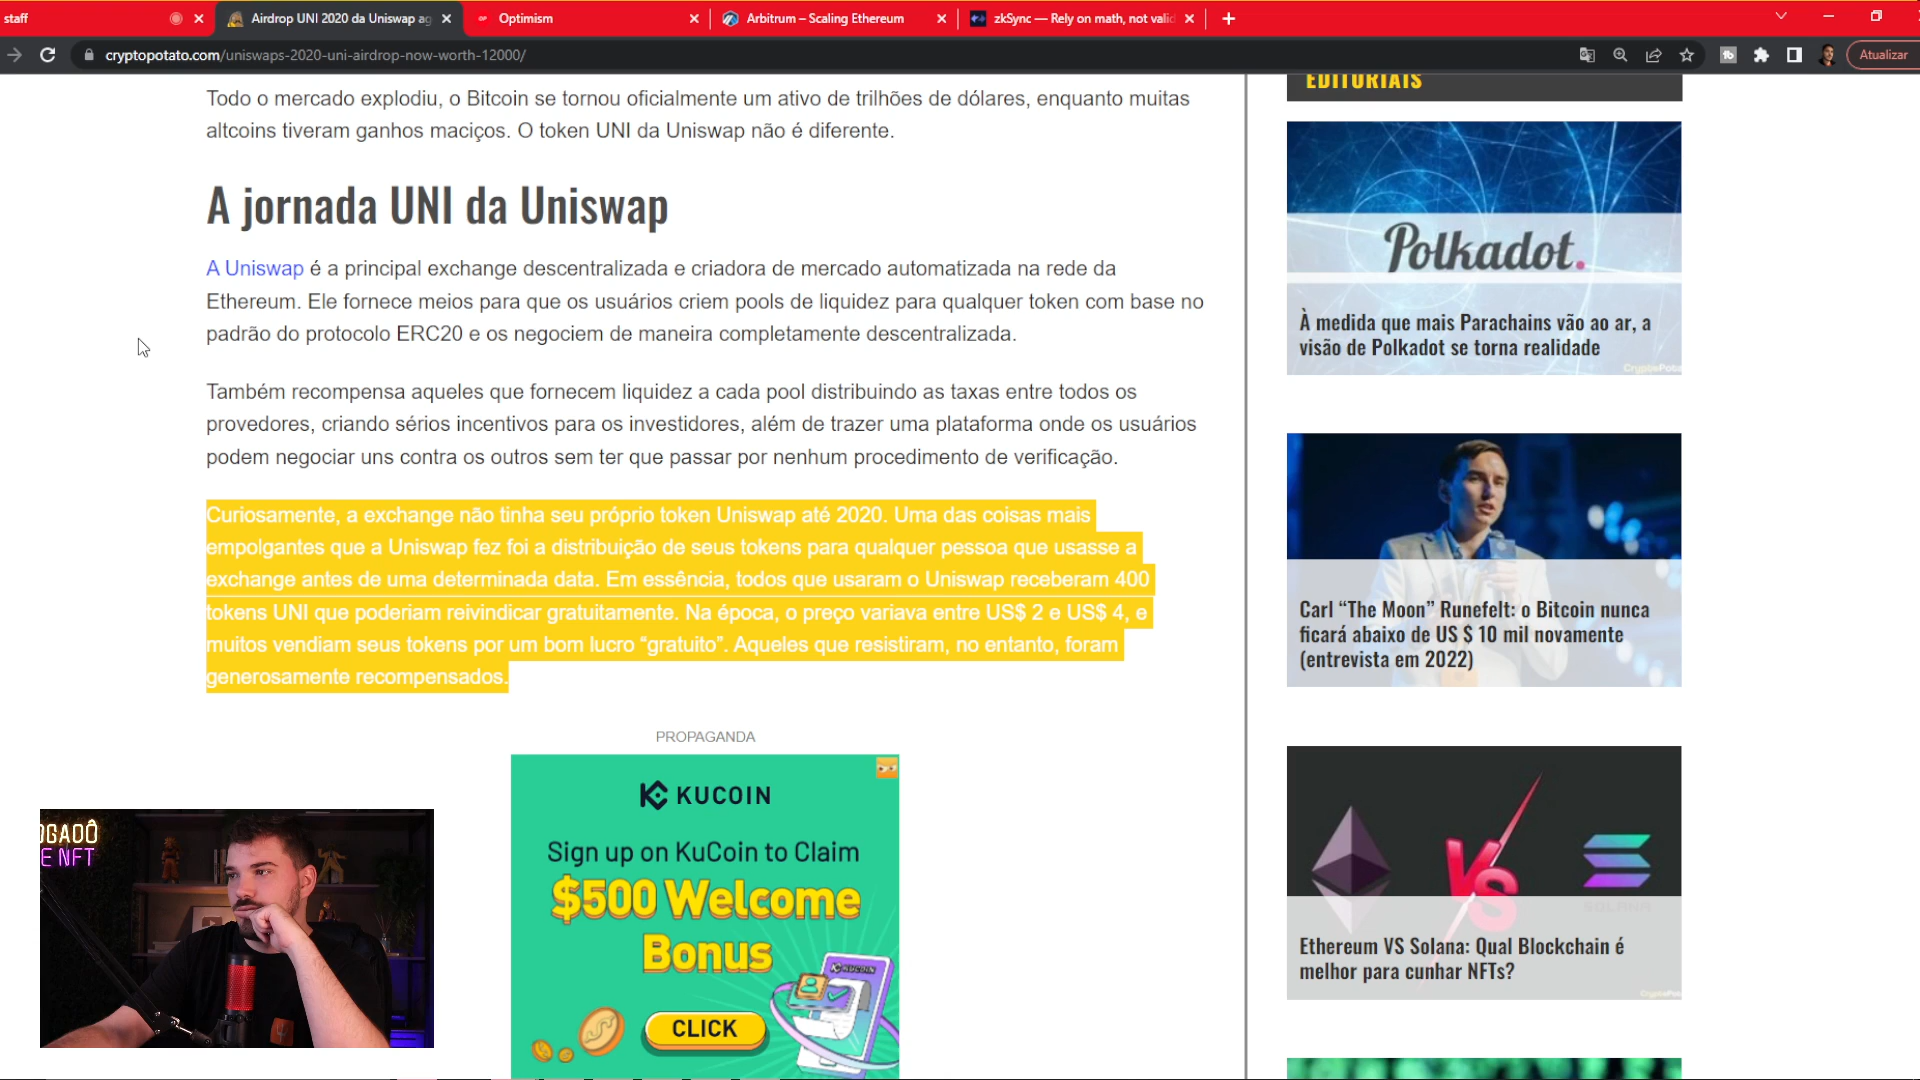 staff
Airdrop UNI 2020 da Uniswap ag
Optimism
Arbitrum – Scaling Ethereum
zkSync — Rely on math, not valid
cryptopotato.com/uniswaps-2020-uni-airdrop-now-worth-12000/
Atualizar
Todo o mercado explodiu, o Bitcoin se tornou oficialmente um ativo de trilhões de dólares, enquanto muitas
altcoins tiveram ganhos maciços. O token UNI da Uniswap não é diferente.
A jornada UNI da Uniswap
A Uniswap é a principal exchange descentralizada e criadora de mercado automatizada na rede da
Ethereum. Ele fornece meios para que os usuários criem pools de liquidez para qualquer token com base no
padrão do protocolo ERC20 e os negociem de maneira completamente descentralizada.
Também recompensa aqueles que fornecem liquidez a cada pool distribuindo as taxas entre todos os
provedores, criando sérios incentivos para os investidores, além de trazer uma plataforma onde os usuários
podem negociar uns contra os outros sem ter que passar por nenhum procedimento de verificação.
Curiosamente, a exchange não tinha seu próprio token Uniswap até 2020. Uma das coisas mais
empolgantes que a Uniswap fez foi a distribuição de seus tokens para qualquer pessoa que usasse a
exchange antes de uma determinada data. Em essência, todos que usaram o Uniswap receberam 400
tokens UNI que poderiam reivindicar gratuitamente. Na época, o preço variava entre US$ 2 e US$ 4, e
muitos vendiam seus tokens por um bom lucro “gratuito”. Aqueles que resistiram, no entanto, foram
generosamente recompensados.
PROPAGANDA
KUCOIN
Sign up on KuCoin to Claim
$500 Welcome
Bonus
KUCOIN
CLICK
OGADÔ
E NFT
EDITORIAIS
Polkadot.
À medida que mais Parachains vão ao ar, a
visão de Polkadot se torna realidade
CryptoPota
Carl “The Moon” Runefelt: o Bitcoin nunca
ficará abaixo de US $ 10 mil novamente
(entrevista em 2022)
VS
SOLANA
Ethereum VS Solana: Qual Blockchain é
melhor para cunhar NFTs?
CryptoPot